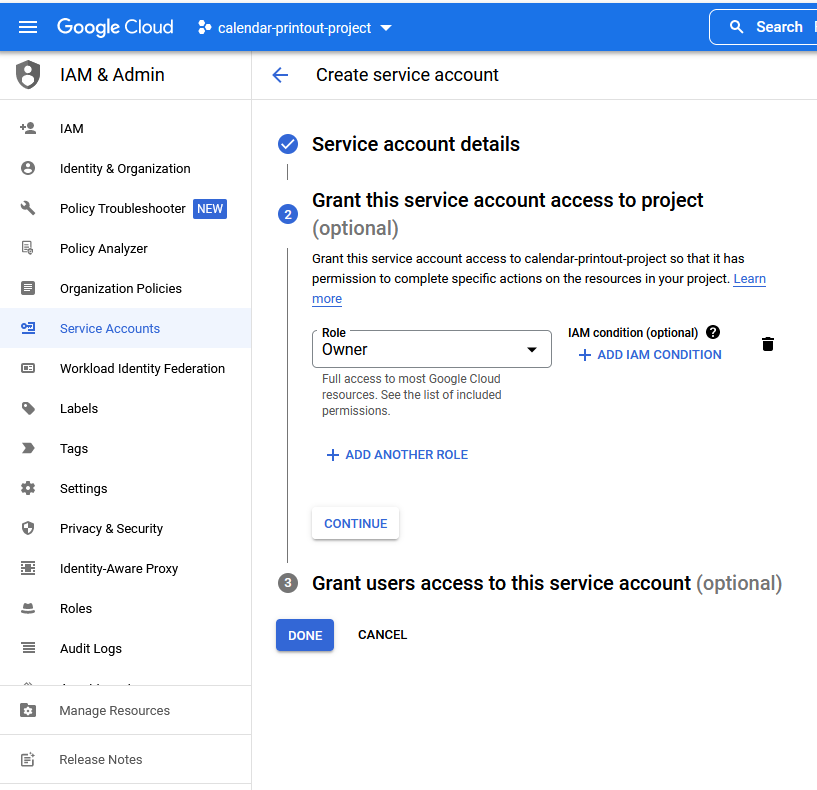 Google Cloud
calendar-printout-project
Search
IAM & Admin
Create service account
IAM
Identity & Organization
Policy Troubleshooter NEW
Policy Analyzer
Organization Policies
Service Accounts
Workload Identity Federation
Labels
Tags
Settings
Privacy & Security
Identity-Aware Proxy
Roles
Audit Logs
Manage Resources
Release Notes
Service account details
2
Grant this service account access to project
(optional)
Grant this service account access to calendar-printout-project so that it has
permission to complete specific actions on the resources in your project. Learn
more
Role
Owner
IAM condition (optional) ?
+ ADD IAM CONDITION
Full access to most Google Cloud
resources. See the list of included
permissions.
+ ADD ANOTHER ROLE
CONTINUE
3 Grant users access to this service account (optional)
DONE
CANCEL